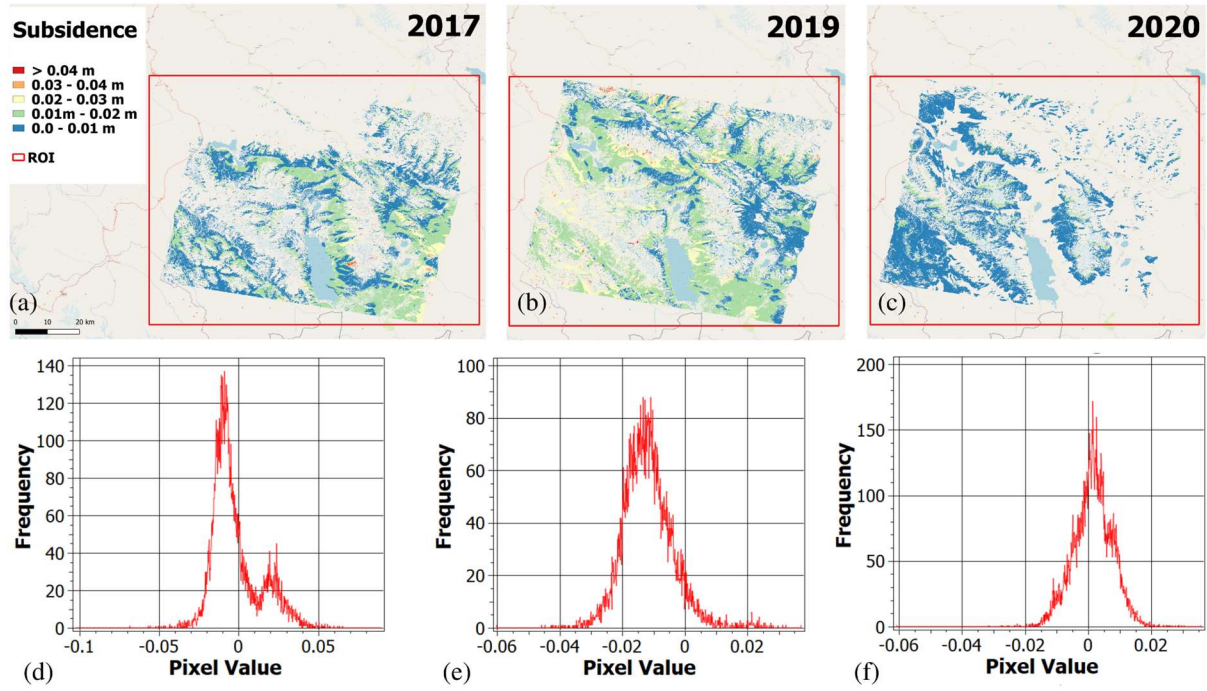 Subsidence
> 0.04 m
0.03 - 0.04 m
0.02 - 0.03 m
0.01m - 0.02 m
0.0 - 0.01 m
ROI
2017
2019
2020
(a)
0 10 20 km
(b)
(c)
140
120
100
80
60
40
20
0
Frequency
-0.1 -0.05 0 0.05
Pixel Value
(d)
100
80
60
40
20
0
Frequency
-0.06 -0.04 -0.02 0 0.02
Pixel Value
(e)
200
150
100
50
0
Frequency
-0.06 -0.04 -0.02 0 0.02
Pixel Value
(f)